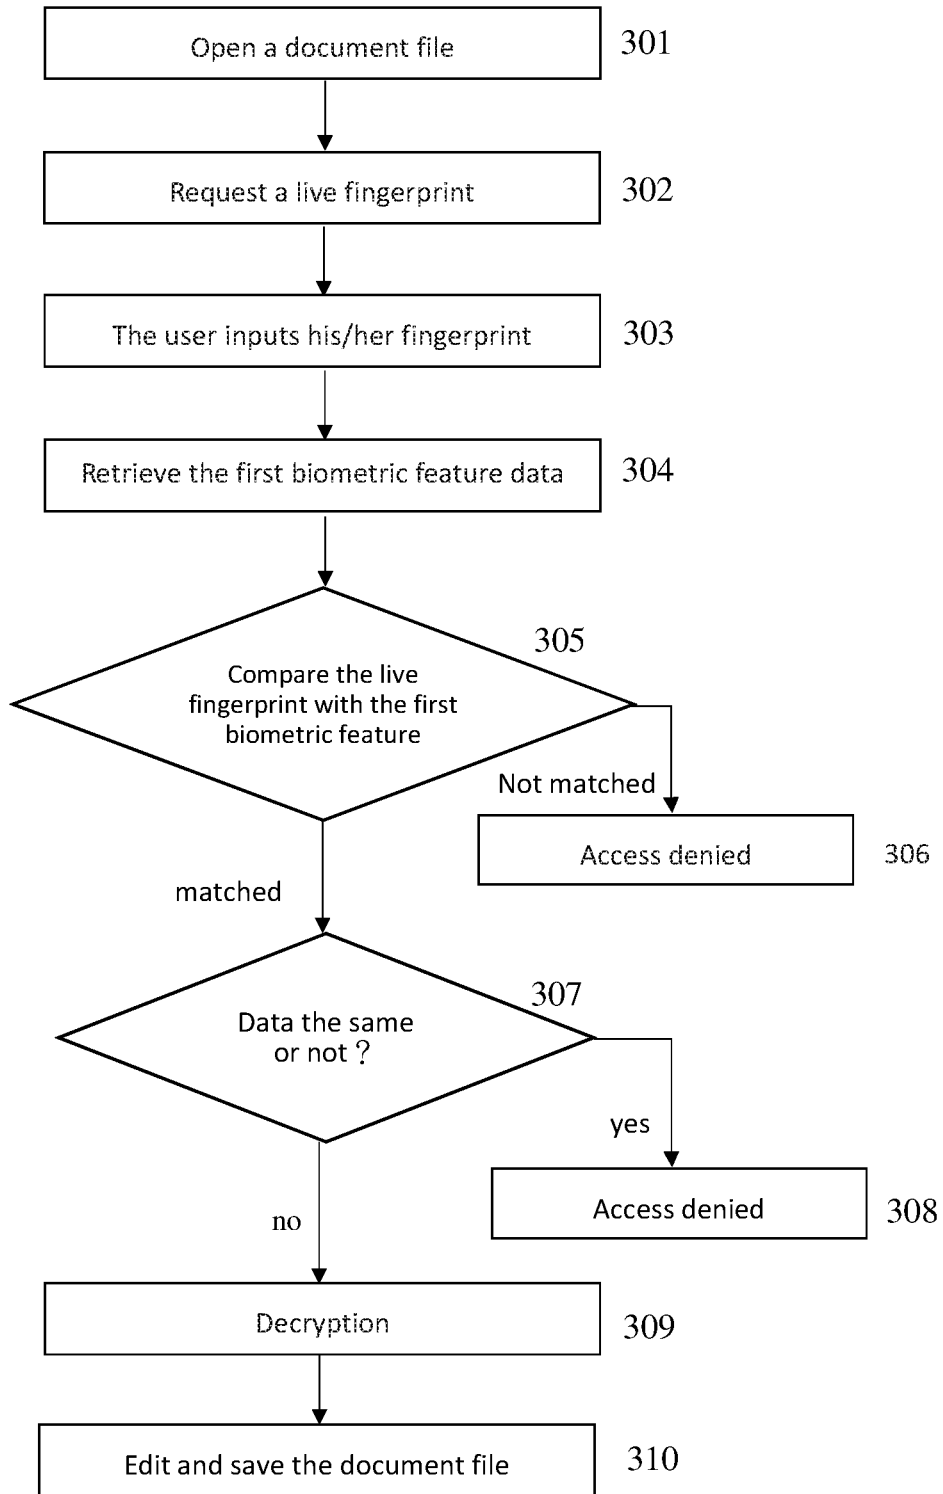 Open a document file
301
Request a live fingerprint
302
The user inputs his/her fingerprint
303
Retrieve the first biometric feature data
304
305
Compare the live
fingerprint with the first
biometric feature
Not matched
Access denied
306
matched
307
Data the same
or not ?
yes
Access denied
308
no
Decryption
309
Edit and save the document file
310